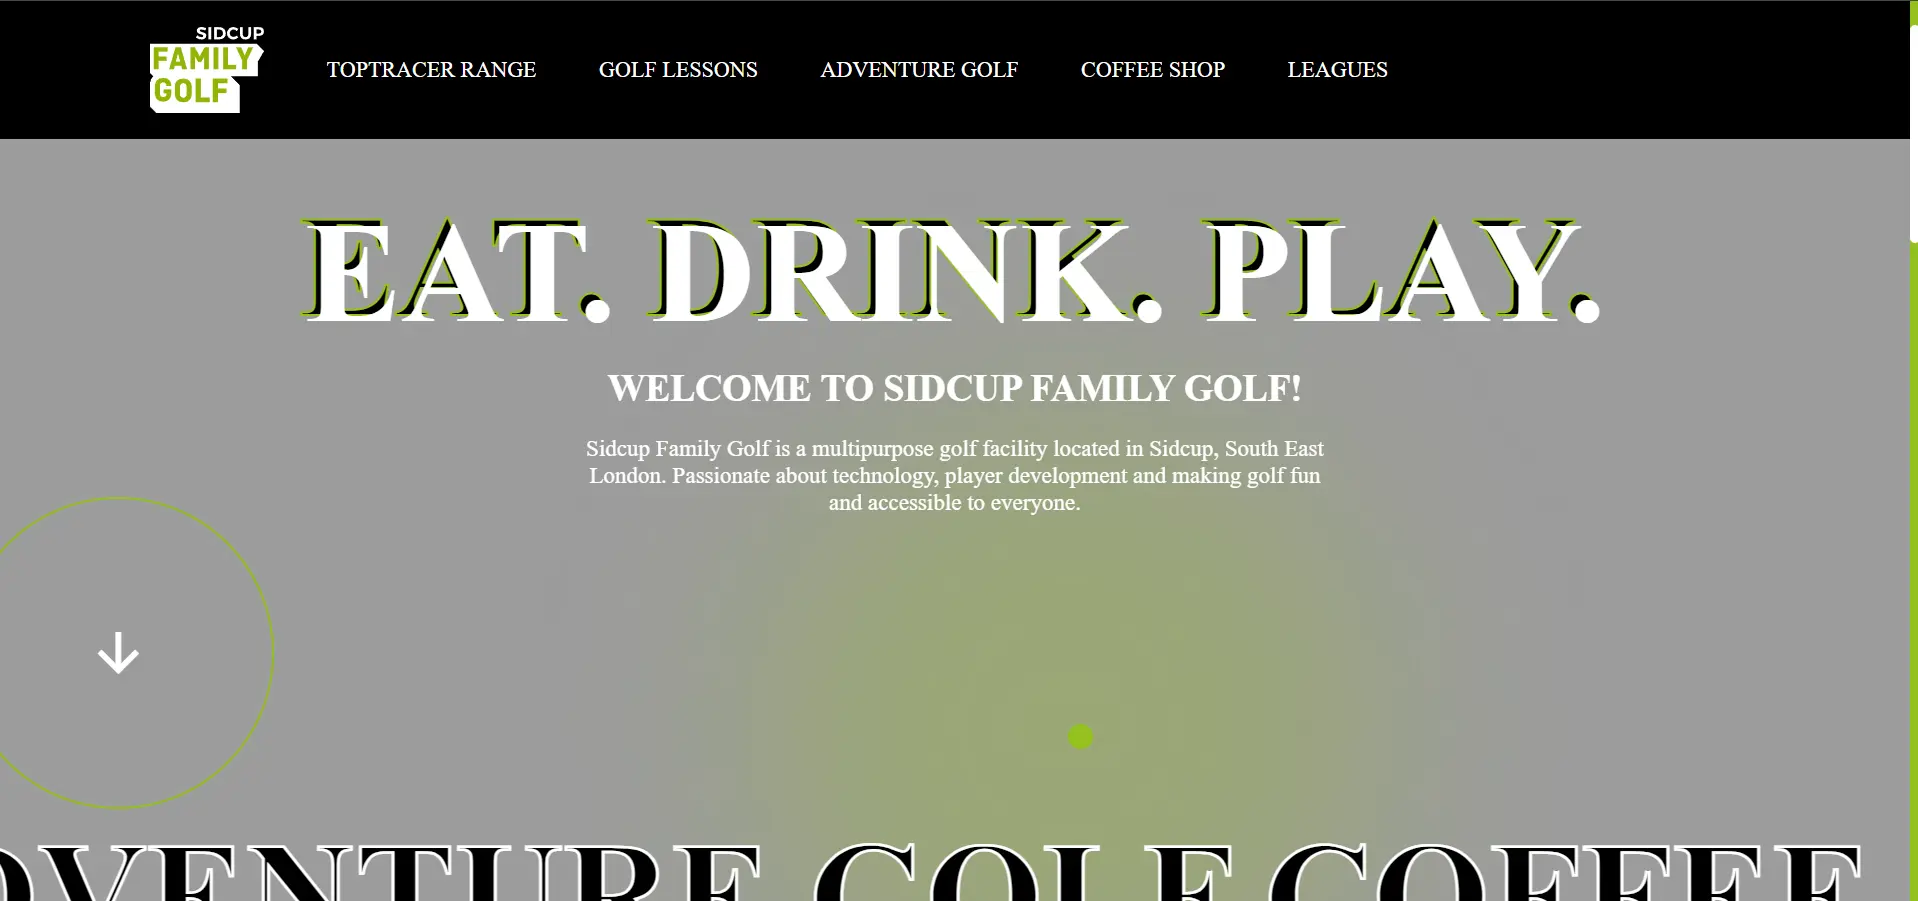 SIDCUP
FAMILY
GOLF
TOPTRACER RANGE GOLF LESSONS ADVENTURE GOLF COFFEE SHOP LEAGUES
EAT. DRINK. PLAY.
WELCOME TO SIDCUP FAMILY GOLF!
Sidcup Family Golf is a multipurpose golf facility located in Sidcup, South East
London. Passionate about technology, player development and making golf fun
and accessible to everyone.
DVENTURE GOLF COFFEE